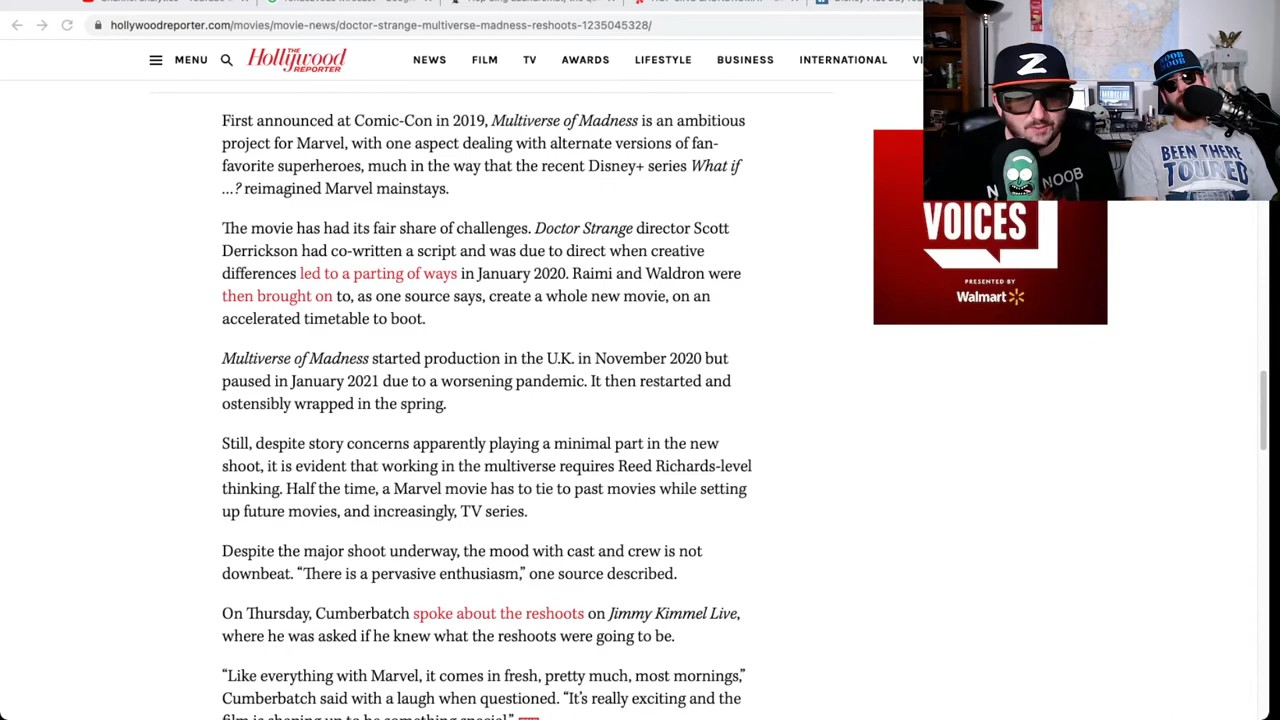 hollywoodreporter.com/movies/movie-news/doctor-strange-multiverse-madness-reshoots-1235045328/
MENU
THE
Hollywood
REPORTER
NEWS FILM TV AWARDS LIFESTYLE BUSINESS INTERNATIONAL
First announced at Comic-Con in 2019, Multiverse of Madness is an ambitious
project for Marvel, with one aspect dealing with alternate versions of fan-
favorite superheroes, much in the way that the recent Disney+ series What if
...? reimagined Marvel mainstays.
The movie has had its fair share of challenges. Doctor Strange director Scott
Derrickson had co-written a script and was due to direct when creative
differences led to a parting of ways in January 2020. Raimi and Waldron were
then brought on to, as one source says, create a whole new movie, on an
accelerated timetable to boot.
Multiverse of Madness started production in the U.K. in November 2020 but
paused in January 2021 due to a worsening pandemic. It then restarted and
ostensibly wrapped in the spring.
Still, despite story concerns apparently playing a minimal part in the new
shoot, it is evident that working in the multiverse requires Reed Richards-level
thinking. Half the time, a Marvel movie has to tie to past movies while setting
up future movies, and increasingly, TV series.
Despite the major shoot underway, the mood with cast and crew is not
downbeat. “There is a pervasive enthusiasm,” one source described.
On Thursday, Cumberbatch spoke about the reshoots on Jimmy Kimmel Live,
where he was asked if he knew what the reshoots were going to be.
“Like everything with Marvel, it comes in fresh, pretty much, most mornings,”
Cumberbatch said with a laugh when questioned. “It’s really exciting and the
film is shaping up to be something special”
VOICES
PRESENTED BY
Walmart
Z
NOOB
NOOB
NOOB
BEEN THERE
TOURED